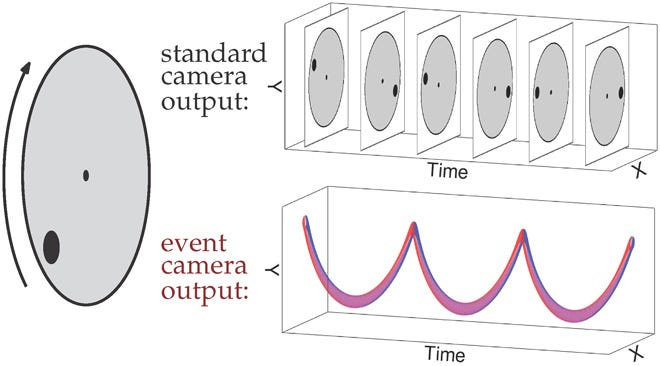 standard
camera
output:
Y
Time
X
event
camera
output:
Y
Time
X